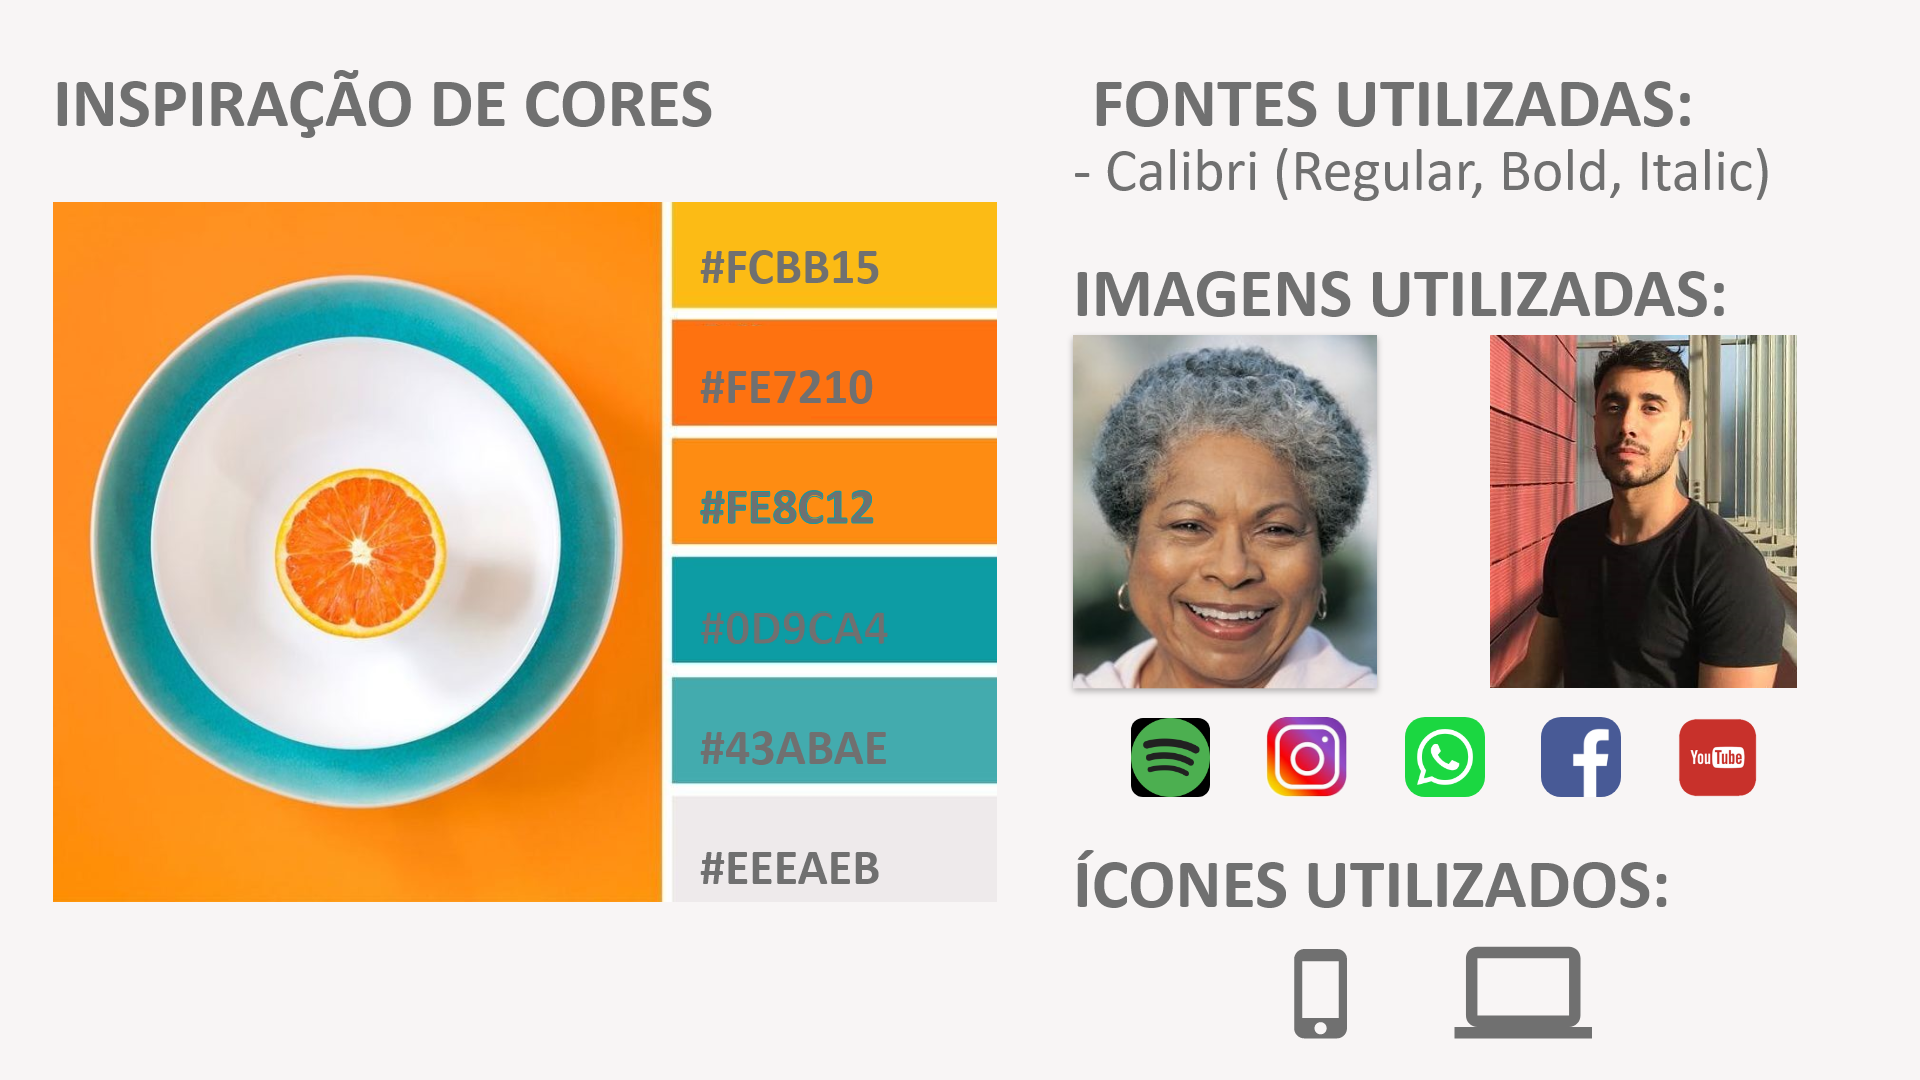 INSPIRAÇÃO DE CORES
#FCBB15
#FE7210
#FE8C12
#0D9CA4
#43ABAE
#EEEAEB
FONTES UTILIZADAS:
- Calibri (Regular, Bold, Italic)
IMAGENS UTILIZADAS:
You Tube
ÍCONES UTILIZADOS: